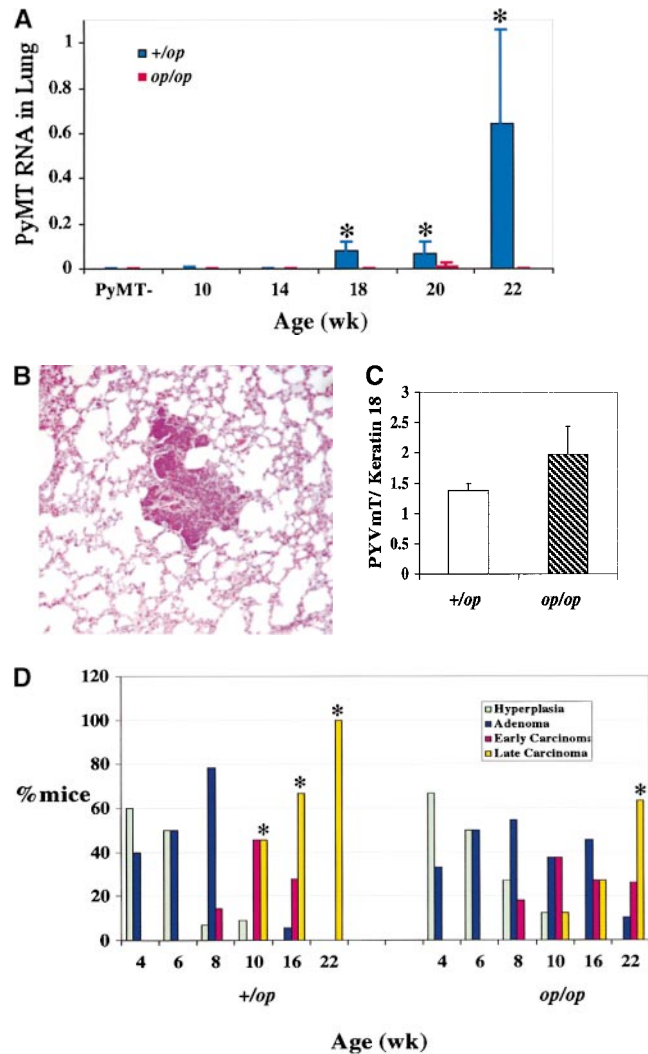 A
PyMT RNA in Lung
1
0.8
0.6
0.4
0.2
0
+/op
op/op
*
*
*
PyMT- 10 14 18 20 22
Age (wk)
B
C
PYVmT/ Keratin 18
3
2.5
2
1.5
1
0.5
0
+/op op/op
D
% mice
120
100
80
60
40
20
0
Hyperplasia
Adenoma
Early Carcinoma
Late Carcinoma
*
*
*
*
4 6 8 10 16 22 4 6 8 10 16 22
+/op op/op
Age (wk)